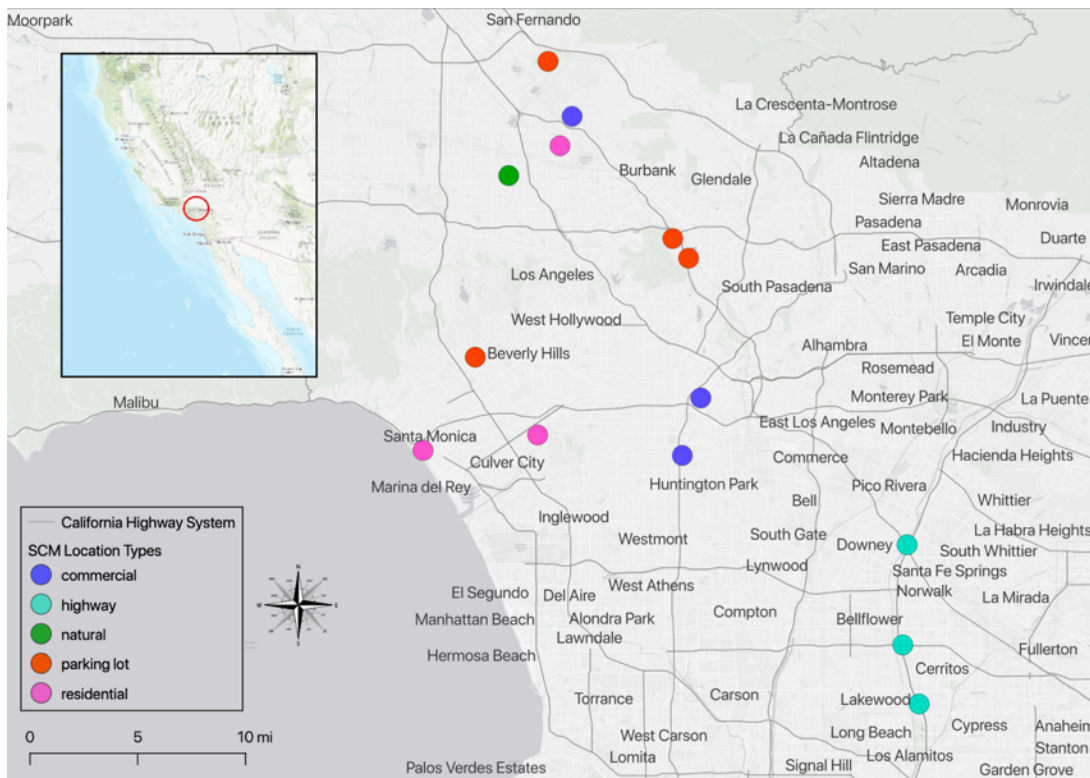 Moorpark
San Fernando
La Crescenta-Montrose
La Cañada Flintridge
Altadena
Burbank
Glendale
Sierra Madre
Monrovia
Pasadena
Duarte
East Pasadena
Los Angeles
San Marino
Arcadia
South Pasadena
Irwindale
West Hollywood
Temple City
El Monte
Vincen
Alhambra
Beverly Hills
Rosemead
Malibu
Monterey Park
La Puente
East Los Angeles
Montebello
Industry
Santa Monica
Culver City
Commerce
Hacienda Heights
Marina del Rey
Huntington Park
Pico Rivera
Bell
Whittier
Inglewood
Westmont
South Gate
Downey
La Habra Heights
South Whittier
Lynwood
Santa Fe Springs
Norwalk
La Mirada
El Segundo
Del Aire
West Athens
Compton
Manhattan Beach
Alondra Park
Bellflower
Lawndale
Hermosa Beach
Fullerton
Cerritos
Torrance
Carson
Lakewood
Cypress
Anaheim
West Carson
Long Beach
Stanton
Lomita
Los Alamitos
Palos Verdes Estates
Signal Hill
Garden Grove
California Highway System
SCM Location Types
commercial
highway
natural
parking lot
residential
N
W
E
S
0 5 10 mi